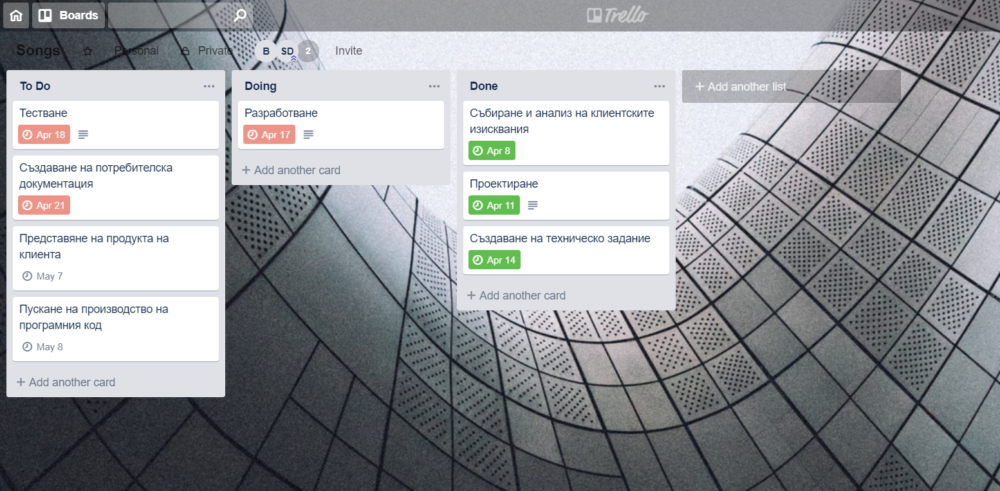 Boards
Trello
Songs Personal Private B SD 2 Invite
To Do
Тестване
Apr 18
Създаване на потребителска
документация
Apr 21
Представяне на продукта на
клиента
May 7
Пускане на производство на
програмния код
May 8
+ Add another card
Doing
Разработване
Apr 17
+ Add another card
Done
Събиране и анализ на клиентските
изисквания
Apr 8
Проектиране
Apr 11
Създаване на техническо задание
Apr 14
+ Add another card
+ Add another list